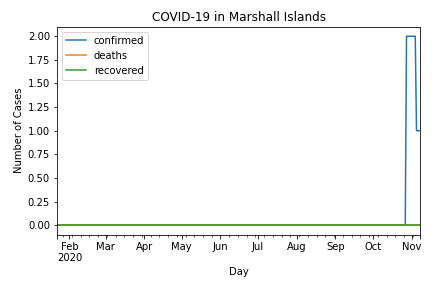 COVID-19 in Marshall Islands
confirmed
deaths
recovered
Number of Cases
2.00
1.75
1.50
1.25
1.00
0.75
0.50
0.25
0.00
Feb Mar Apr May Jun Jul Aug Sep Oct Nov
2020
Day